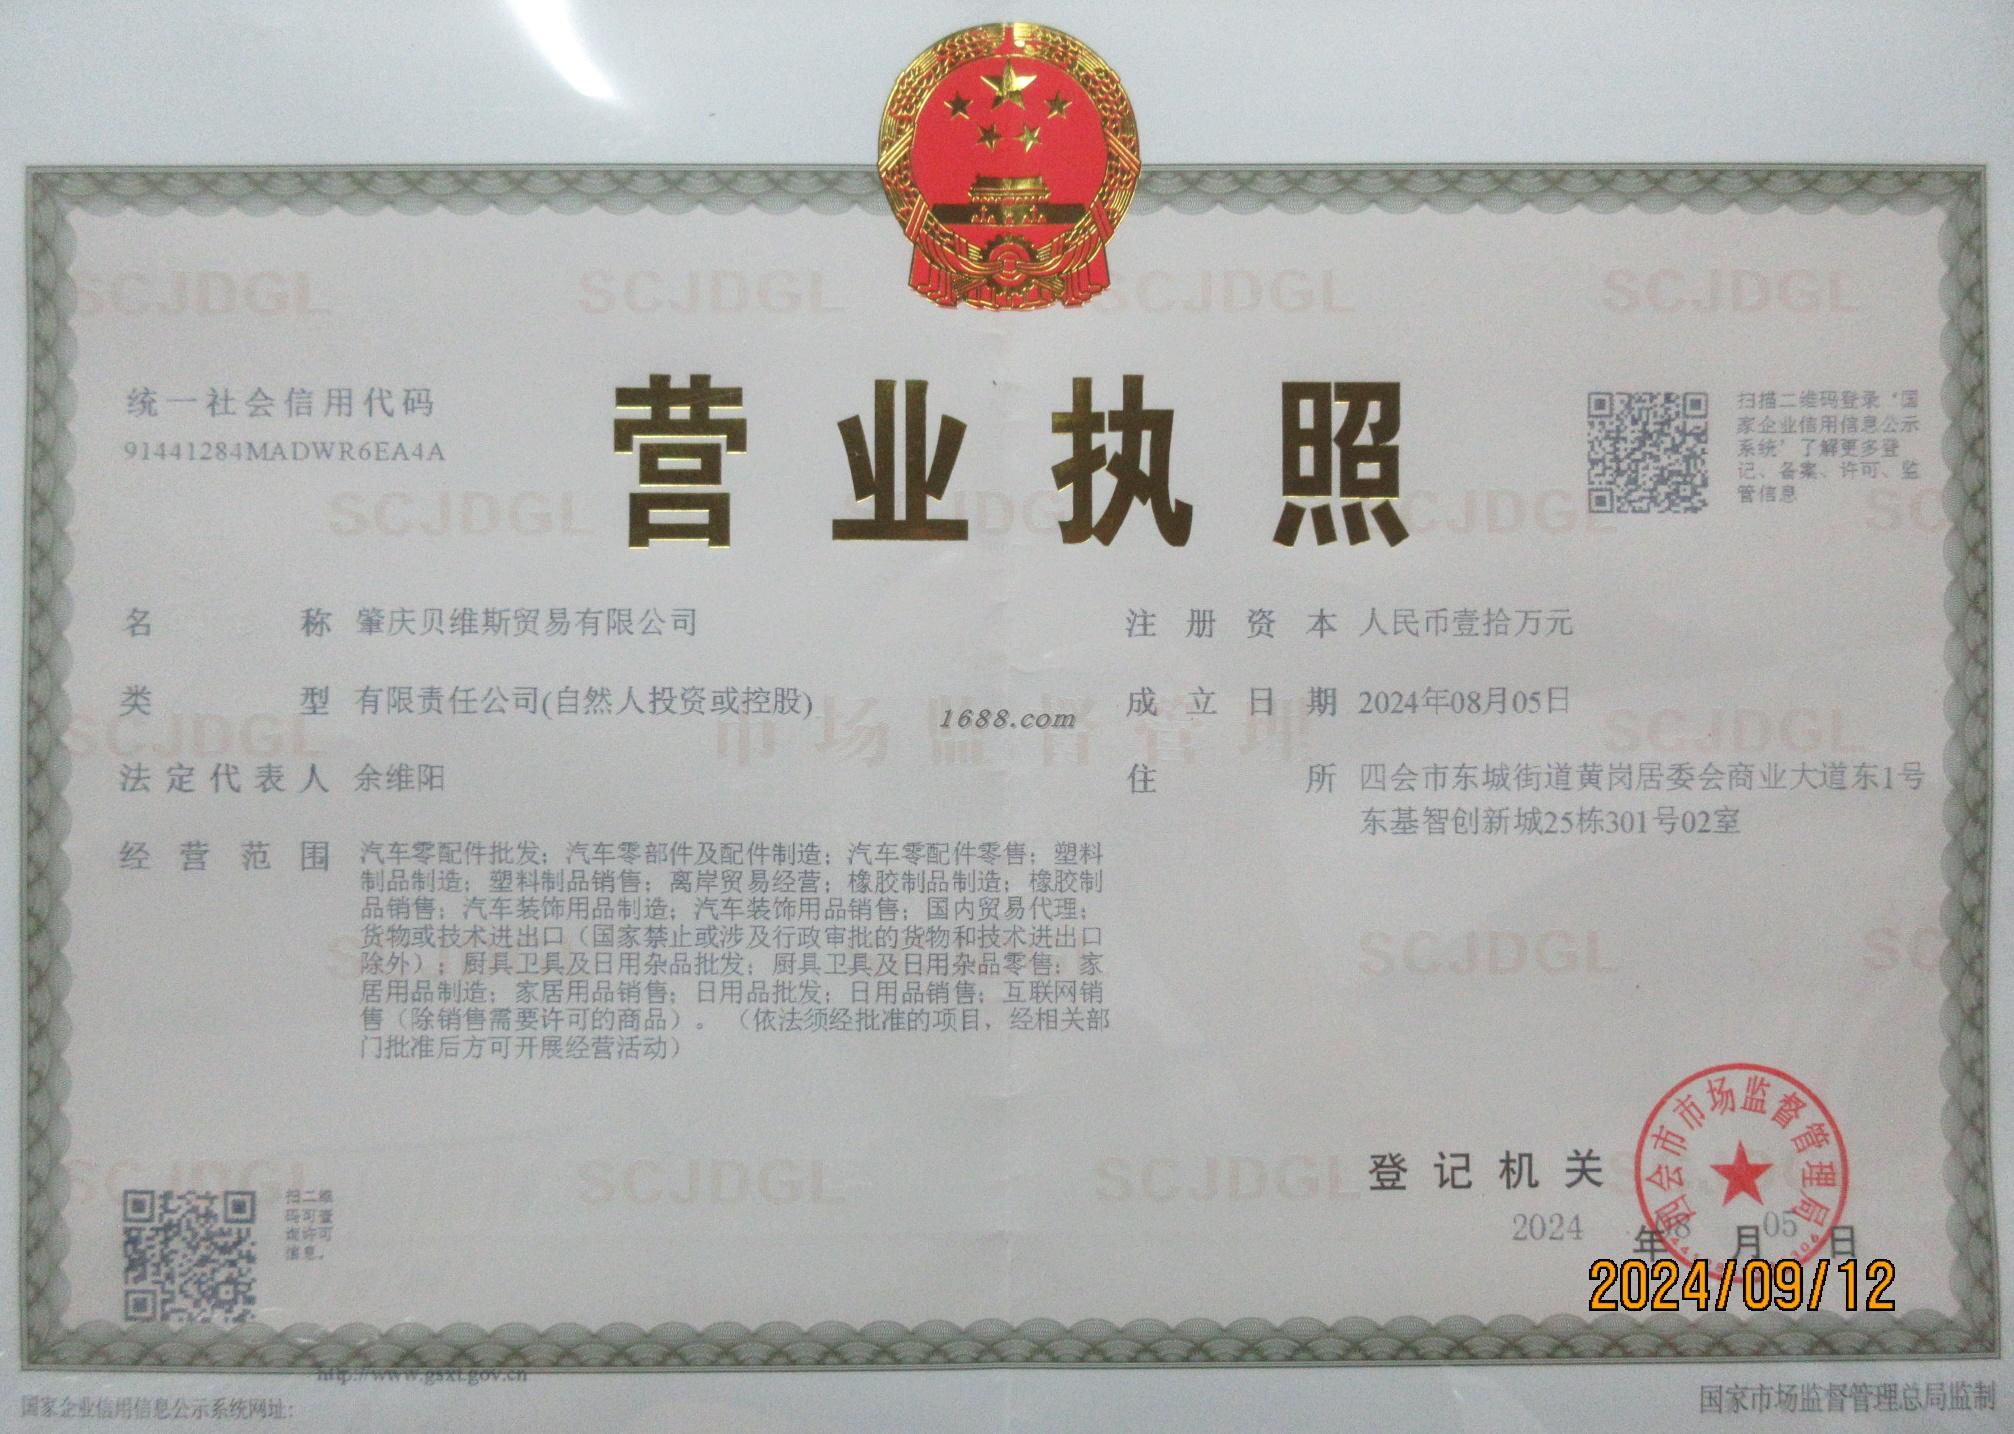 统一社会信用代码
91441284MADWR6EA4A
营业执照
扫描二维码登录‘国
家企业信用信息公示
系统’了解更多登
记、备案、许可、监
管信息
名称 肇庆贝维斯贸易有限公司
类型 有限责任公司(自然人投资或控股)
法定代表人 余维阳
经营范围 汽车零配件批发；汽车零部件及配件制造；汽车零配件零售；塑料
制品制造；塑料制品销售；离岸贸易经营；橡胶制品制造；橡胶制
品销售；汽车装饰用品制造；汽车装饰用品销售；国内贸易代理；
货物或技术进出口（国家禁止或涉及行政审批的货物和技术进出口
除外）；厨具卫具及日用杂品批发；厨具卫具及日用杂品零售；家
居用品制造；家居用品销售；日用品批发；日用品销售；互联网销
售（除销售需要许可的商品）。（依法须经批准的项目，经相关部
门批准后方可开展经营活动）
注册资本 人民币壹拾万元
成立日期 2024年08月05日
住所 四会市东城街道黄岗居委会商业大道东1号
东基智创新城25栋301号02室
1688.com
市场监督管理
SCJDGL
登记机关
四会市市场监督管理局
2024年08月05日
2024/09/12
扫二维
码可查
询许可
信息。
http://www.gsxt.gov.cn
国家企业信用信息公示系统网址：
国家市场监督管理总局监制